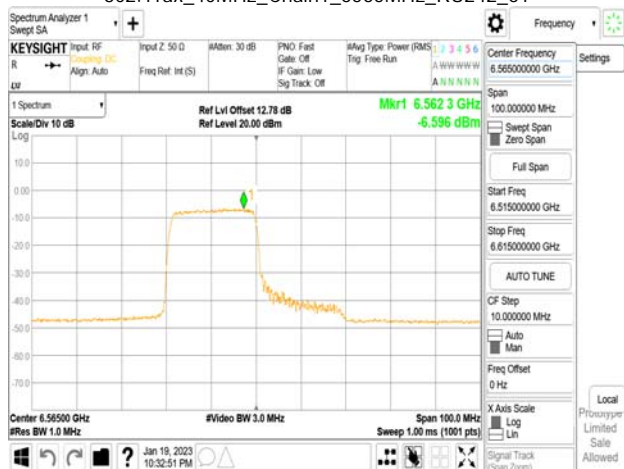 Spectrum Analyzer 1
Swept SA
Frequency
KEYSIGHT Input: RF
Coupling: DC
Align: Auto
Input Z: 50 Ω
Freq Ref: Int (S)
#Atten: 30 dB
PNO: Fast
Gate: Off
IF Gain: Low
Sig Track: Off
#Avg Type: Power (RMS
Trig: Free Run
1 2 3 4 5 6
A W W W W W
A N N N N N
R
LXI
Center Frequency
6.565000000 GHz
Settings
Span
100.000000 MHz
Swept Span
Zero Span
Full Span
Start Freq
6.515000000 GHz
Stop Freq
6.615000000 GHz
AUTO TUNE
CF Step
10.000000 MHz
Auto
Man
Freq Offset
0 Hz
X Axis Scale
Log
Lin
Signal Track
(Span Zoom)
Local
Prototype
Limited
Sale
Allowed
1 Spectrum
Scale/Div 10 dB
Log
Ref Lvl Offset 12.78 dB
Ref Level 20.00 dBm
Mkr1 6.562 3 GHz
-6.596 dBm
10.0
0.00
-10.0
-20.0
-30.0
-40.0
-50.0
-60.0
-70.0
1
Center 6.56500 GHz
#Res BW 1.0 MHz
#Video BW 3.0 MHz
Span 100.0 MHz
Sweep 1.00 ms (1001 pts)
Jan 19, 2023
10:32:51 PM